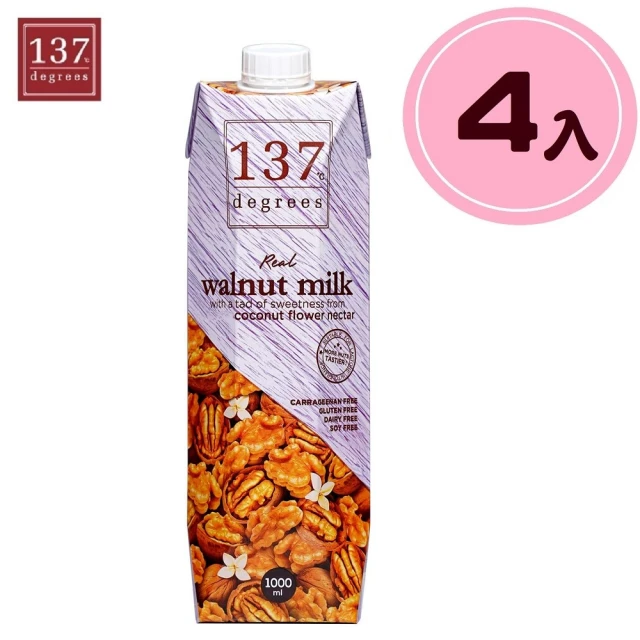 137
degrees
4入
137
°C
degrees
Real
walnut milk
with a tad of sweetness from
coconut flower nectar
MORE NUTS
TASTIER!
CARRAGEENAN FREE
GLUTEN FREE
DAIRY FREE
SOY FREE
1000
ml